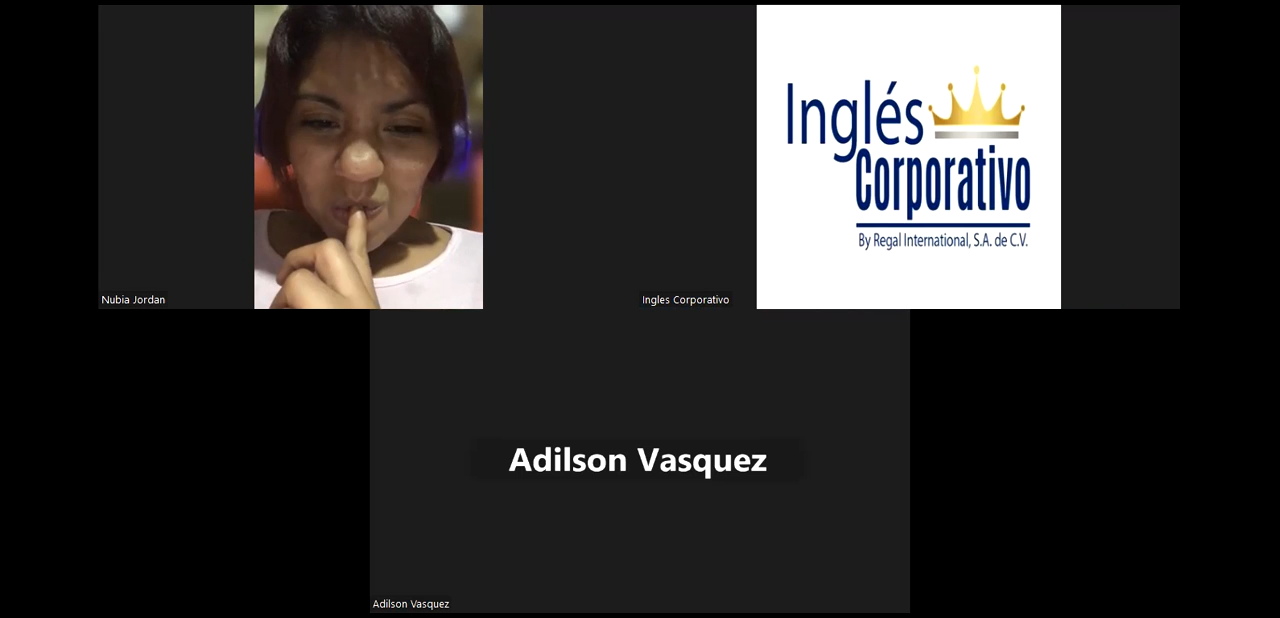 Inglés
Corporativo
By Regal International, S.A. de C.V.
Nubia Jordan
Ingles Corporativo
Adilson Vasquez
Adilson Vasquez